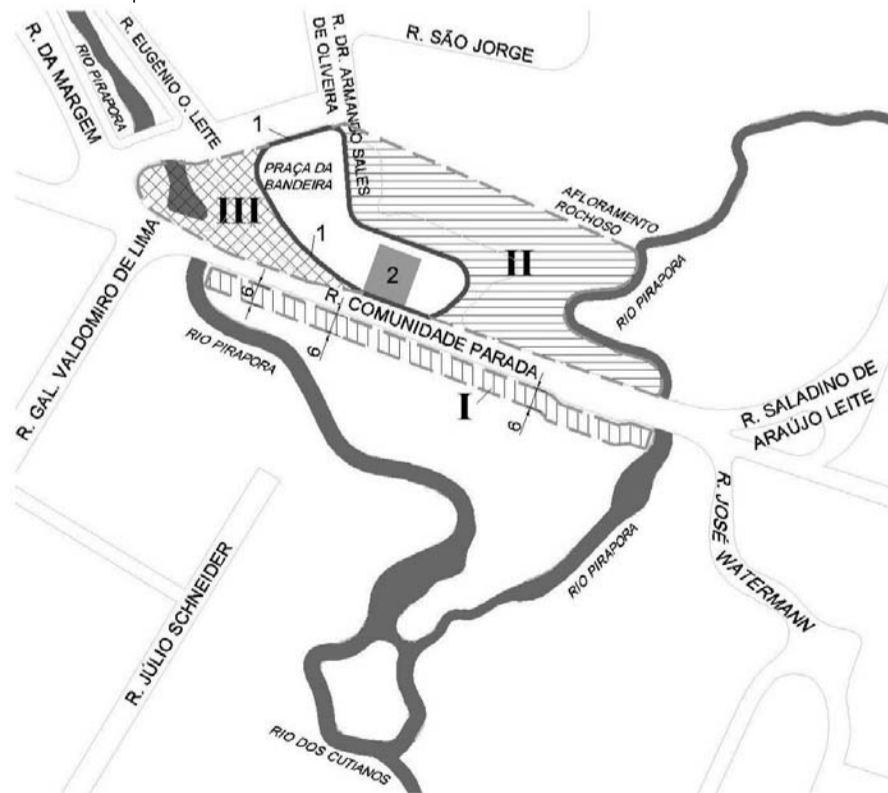 R. DA MARGEM
RIO PIRAPORA
R. EUGÊNIO O. LEITE
R. DR. ARMANDO SALES
DE OLIVEIRA
R. SÃO JORGE
1
PRAÇA DA
BANDEIRA
III
1
2
II
AFLORAMENTO
ROCHOSO
RIO PIRAPORA
R. GAL. VALDOMIRO DE LIMA
6
6
R. COMUNIDADE PARADA
RIO PIRAPORA
I
6
R. SALADINO DE
ARAÚJO LEITE
R. JOSÉ WATERMANN
RIO PIRAPORA
R. JÚLIO SCHNEIDER
RIO DOS CUTIANOS